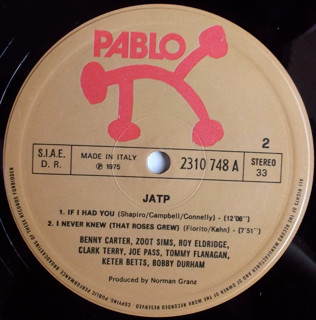 PABLO
S.I.A.E.
D. R.
MADE IN ITALY
℗ 1975
2310 748 A
2
STEREO
33
JATP
1. IF I HAD YOU (Shapiro/Campbell/Connelly) - (12'08'')
2. I NEVER KNEW (THAT ROSES GREW) (Fiorito/Kahn) - (7'51'')
BENNY CARTER, ZOOT SIMS, ROY ELDRIDGE,
CLARK TERRY, JOE PASS, TOMMY FLANAGAN,
KETER BETTS, BOBBY DURHAM
Produced by Norman Granz